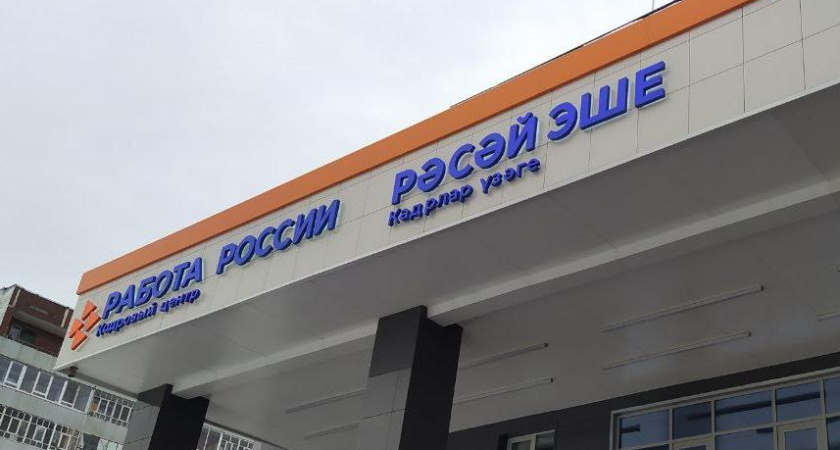 РАБОТА РОССИИ
Кадровый центр
РӘСӘЙ ЭШЕ
Кадрлар үзәге